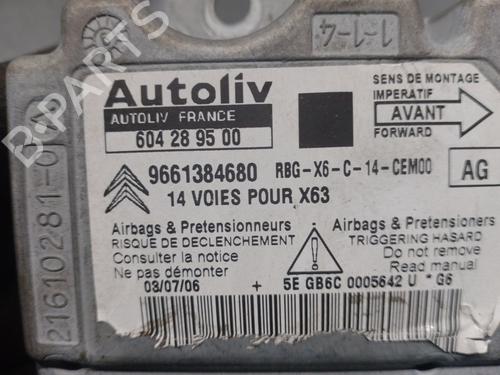 1-1-4
B-PARTS
21610281-0
Autoliv
AUTOLIV FRANCE
604 28 95 00
SENS DE MONTAGE
IMPERATIF
AVANT
FORWARD
9661384680 RBG-X6-C-14-CEM00 AG
14 VOIES POUR X63
Airbags & Pretensionneurs
RISQUE DE DECLENCHEMENT
Consulter la notice
Ne pas démonter
Airbags & Pretensioners
TRIGGERING HASARD
Do not remove
Read manual
03/07/06 + 5E GB6C 0005642 U * G6